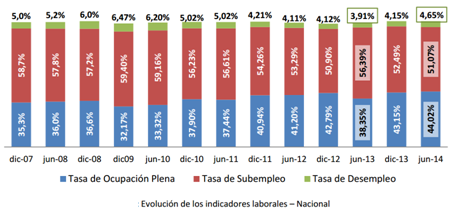 5,0% 5,2% 6,0% 6,47% 6,20% 5,02% 5,02% 4,21% 4,11% 4,12% 3,91% 4,15% 4,65%
58,7% 57,8% 57,2% 59,40% 59,16% 56,23% 56,61% 54,26% 53,29% 50,90% 56,39% 52,49% 51,07%
35,3% 36,0% 36,6% 32,17% 33,32% 37,90% 37,44% 40,94% 41,20% 42,79% 38,35% 43,15% 44,02%
dic-07 jun-08 dic-08 dic09 jun-10 dic-10 jun-11 dic-11 jun-12 dic-12 jun-13 dic-13 jun-14
Tasa de Ocupación Plena Tasa de Subempleo Tasa de Desempleo
: Evolución de los indicadores laborales – Nacional